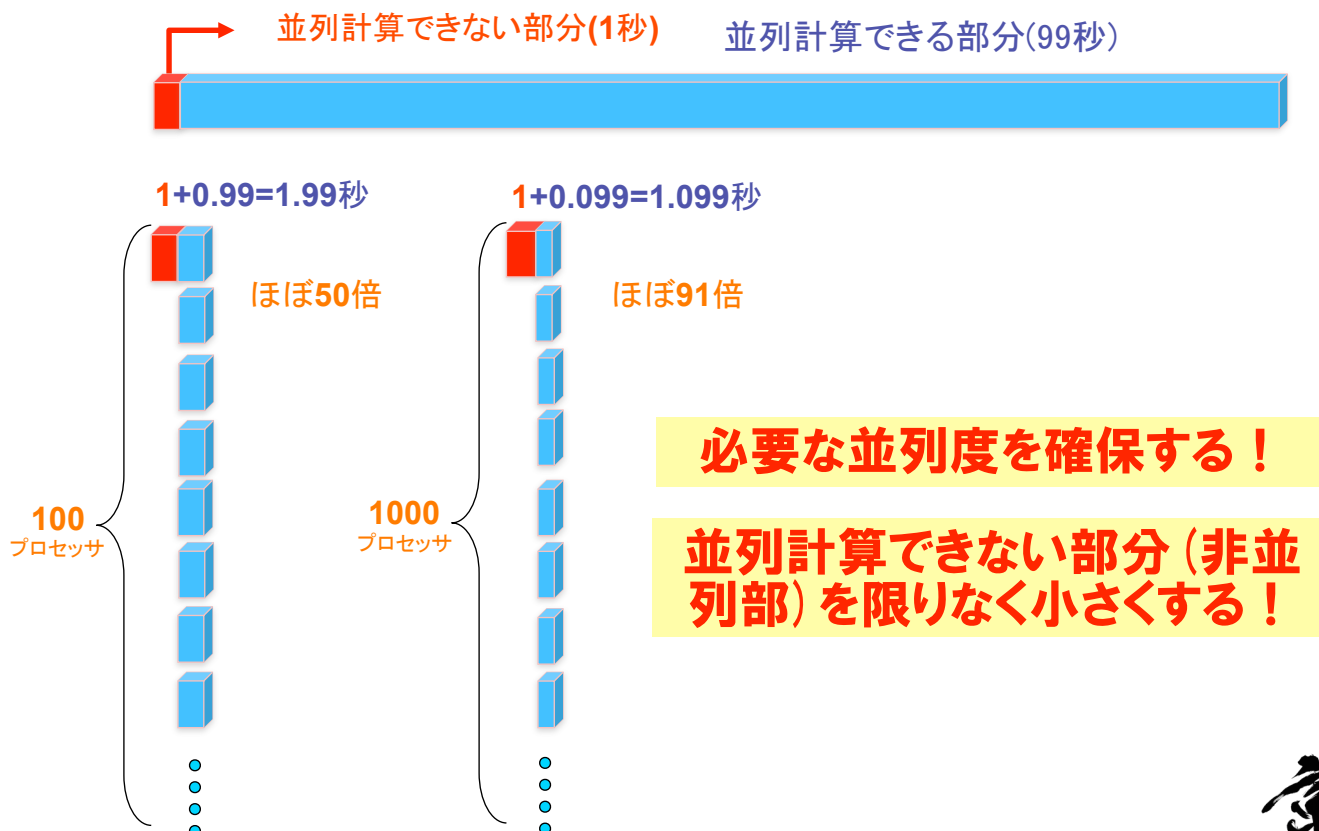 並列計算できない部分(1秒)
並列計算できる部分(99秒)
1+0.99=1.99秒
1+0.099=1.099秒
ほぼ50倍
ほぼ91倍
必要な並列度を確保する！
100
プロセッサ
1000
プロセッサ
並列計算できない部分（非並
列部）を限りなく小さくする！